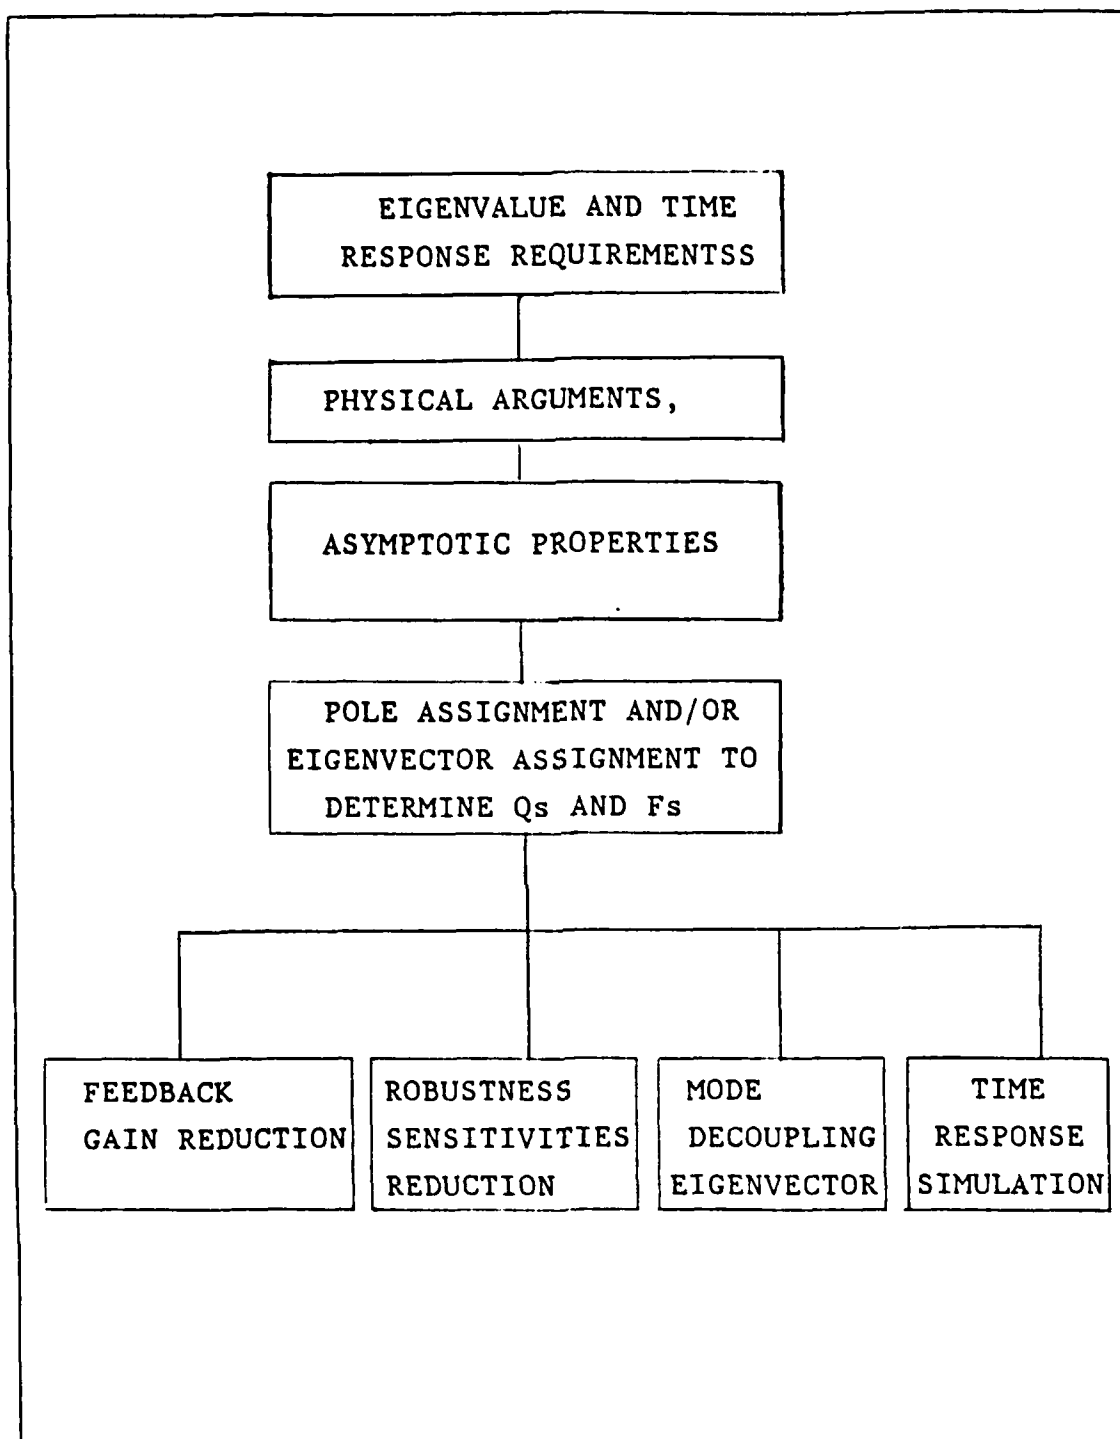 EIGENVALUE AND TIME
RESPONSE REQUIREMENTSS
PHYSICAL ARGUMENTS,
ASYMPTOTIC PROPERTIES
POLE ASSIGNMENT AND/OR
EIGENVECTOR ASSIGNMENT TO
DETERMINE Qs AND Fs
FEEDBACK
GAIN REDUCTION
ROBUSTNESS
SENSITIVITIES
REDUCTION
MODE
DECOUPLING
EIGENVECTOR
TIME
RESPONSE
SIMULATION